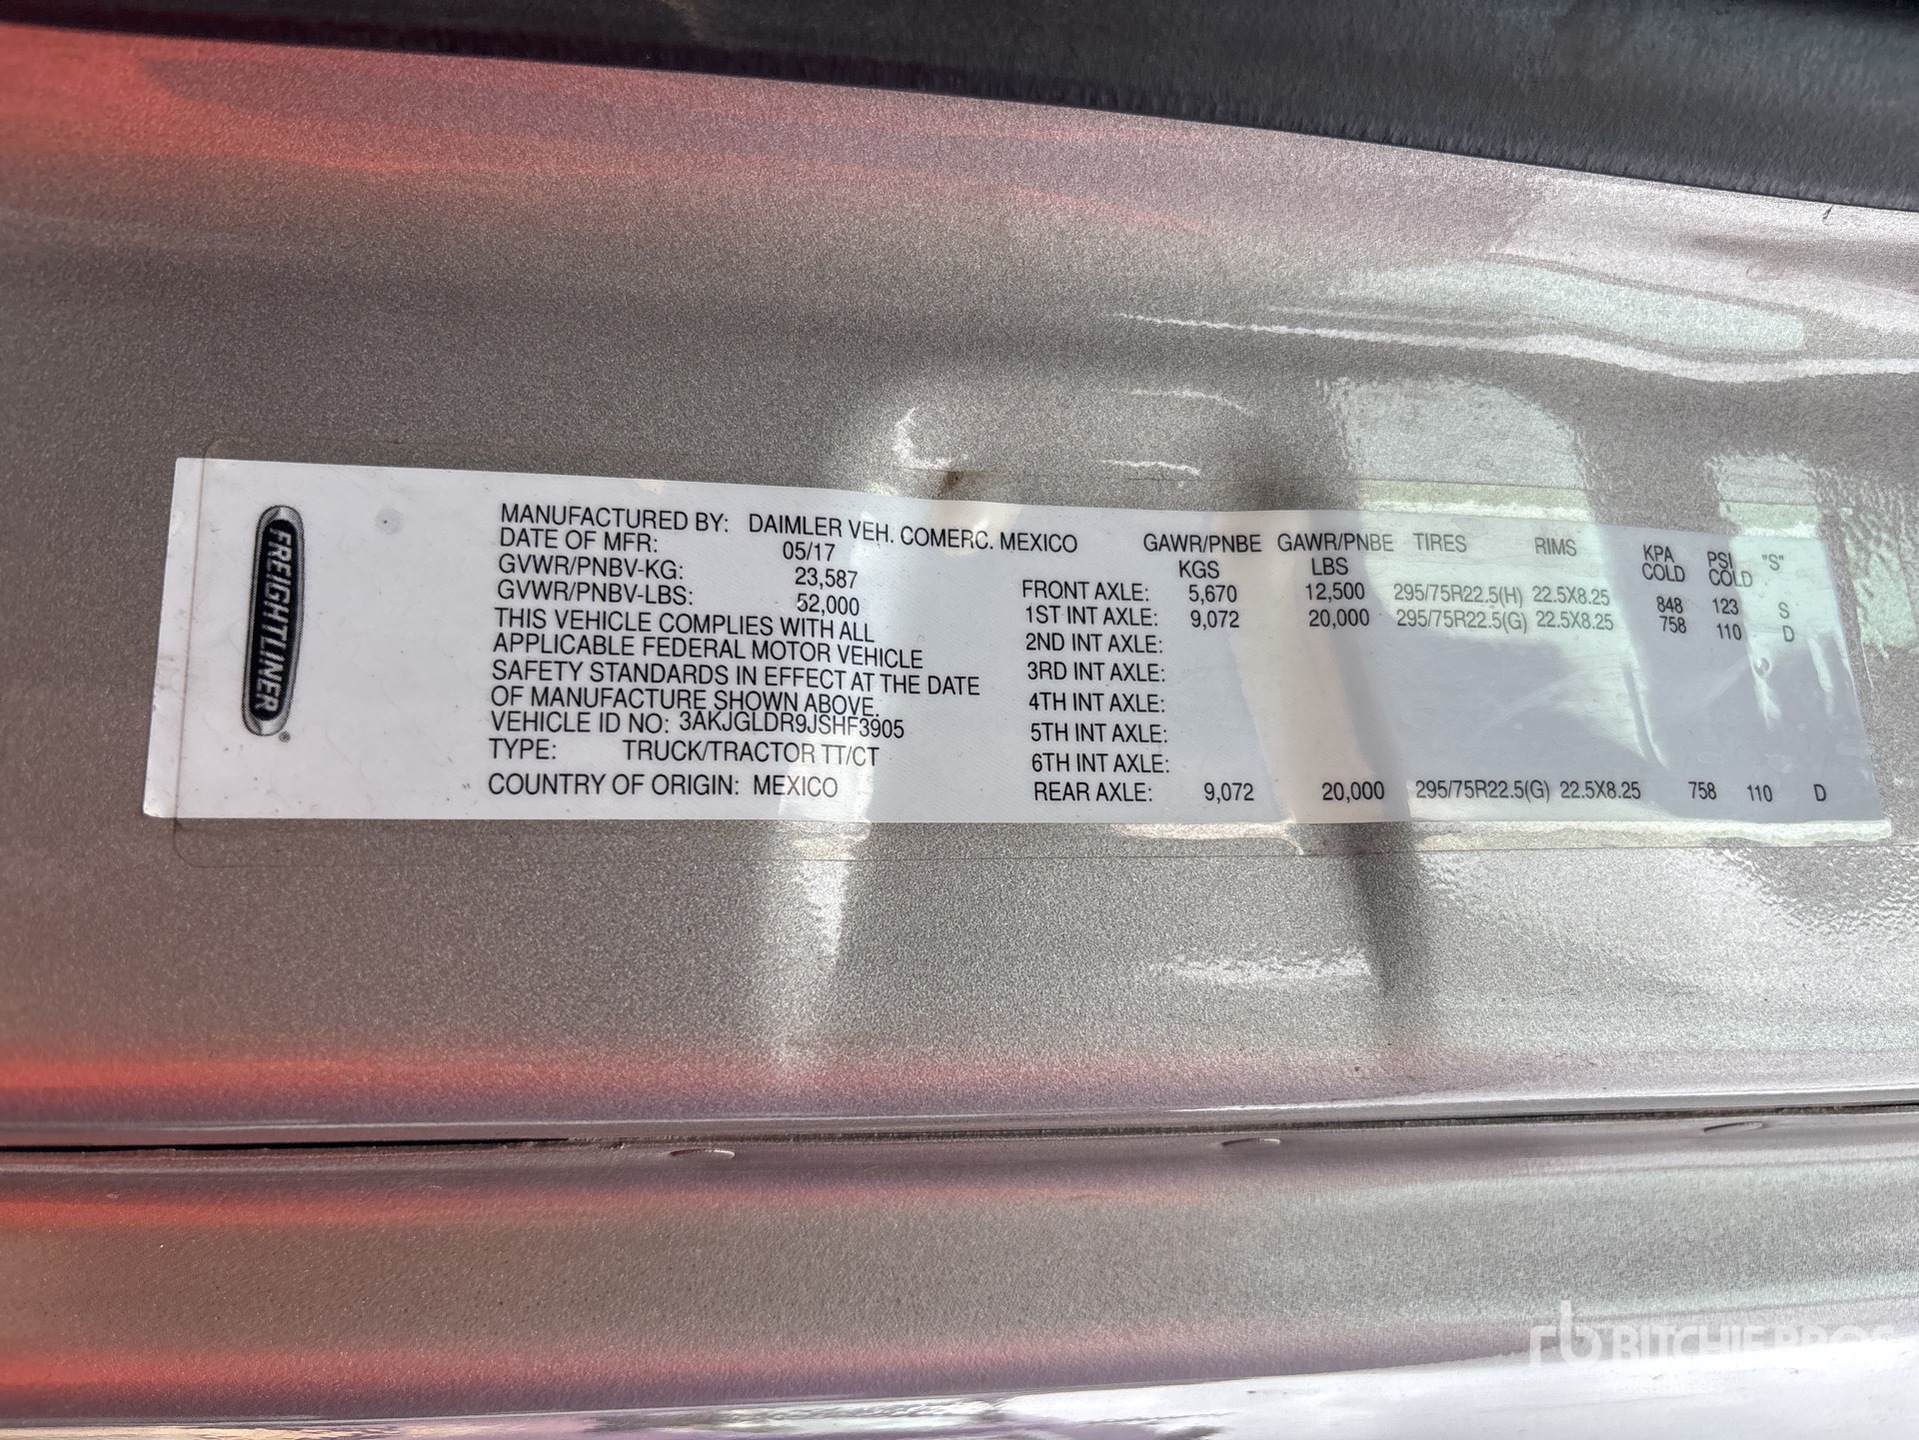 FREIGHTLINER
MANUFACTURED BY: DAIMLER VEH. COMERC. MEXICO
DATE OF MFR: 05/17
GVWR/PNBV-KG: 23,587
GVWR/PNBV-LBS: 52,000
THIS VEHICLE COMPLIES WITH ALL
APPLICABLE FEDERAL MOTOR VEHICLE
SAFETY STANDARDS IN EFFECT AT THE DATE
OF MANUFACTURE SHOWN ABOVE.
VEHICLE ID NO: 3AKJGLDR9JSHF3905
TYPE: TRUCK/TRACTOR TT/CT
COUNTRY OF ORIGIN: MEXICO
GAWR/PNBE GAWR/PNBE TIRES RIMS KPA PSI "S"
KGS LBS COLD COLD
FRONT AXLE: 5,670 12,500 295/75R22.5(H) 22.5X8.25 848 123 S
1ST INT AXLE: 9,072 20,000 295/75R22.5(G) 22.5X8.25 758 110 D
2ND INT AXLE:
3RD INT AXLE:
4TH INT AXLE:
5TH INT AXLE:
6TH INT AXLE:
REAR AXLE: 9,072 20,000 295/75R22.5(G) 22.5X8.25 758 110 D
rb RITCHIE BROS